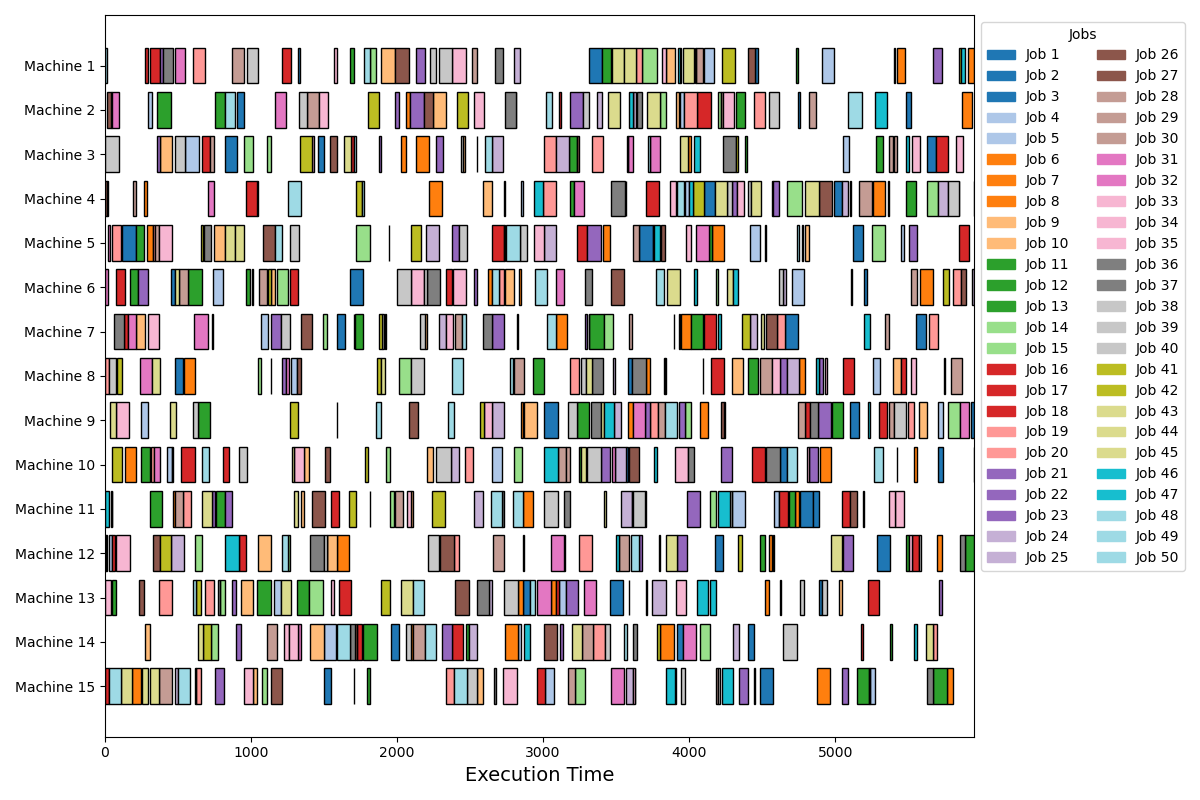 Machine 1
Machine 2
Machine 3
Machine 4
Machine 5
Machine 6
Machine 7
Machine 8
Machine 9
Machine 10
Machine 11
Machine 12
Machine 13
Machine 14
Machine 15
0 1000 2000 3000 4000 5000
Execution Time
Jobs
Job 1
Job 2
Job 3
Job 4
Job 5
Job 6
Job 7
Job 8
Job 9
Job 10
Job 11
Job 12
Job 13
Job 14
Job 15
Job 16
Job 17
Job 18
Job 19
Job 20
Job 21
Job 22
Job 23
Job 24
Job 25
Job 26
Job 27
Job 28
Job 29
Job 30
Job 31
Job 32
Job 33
Job 34
Job 35
Job 36
Job 37
Job 38
Job 39
Job 40
Job 41
Job 42
Job 43
Job 44
Job 45
Job 46
Job 47
Job 48
Job 49
Job 50